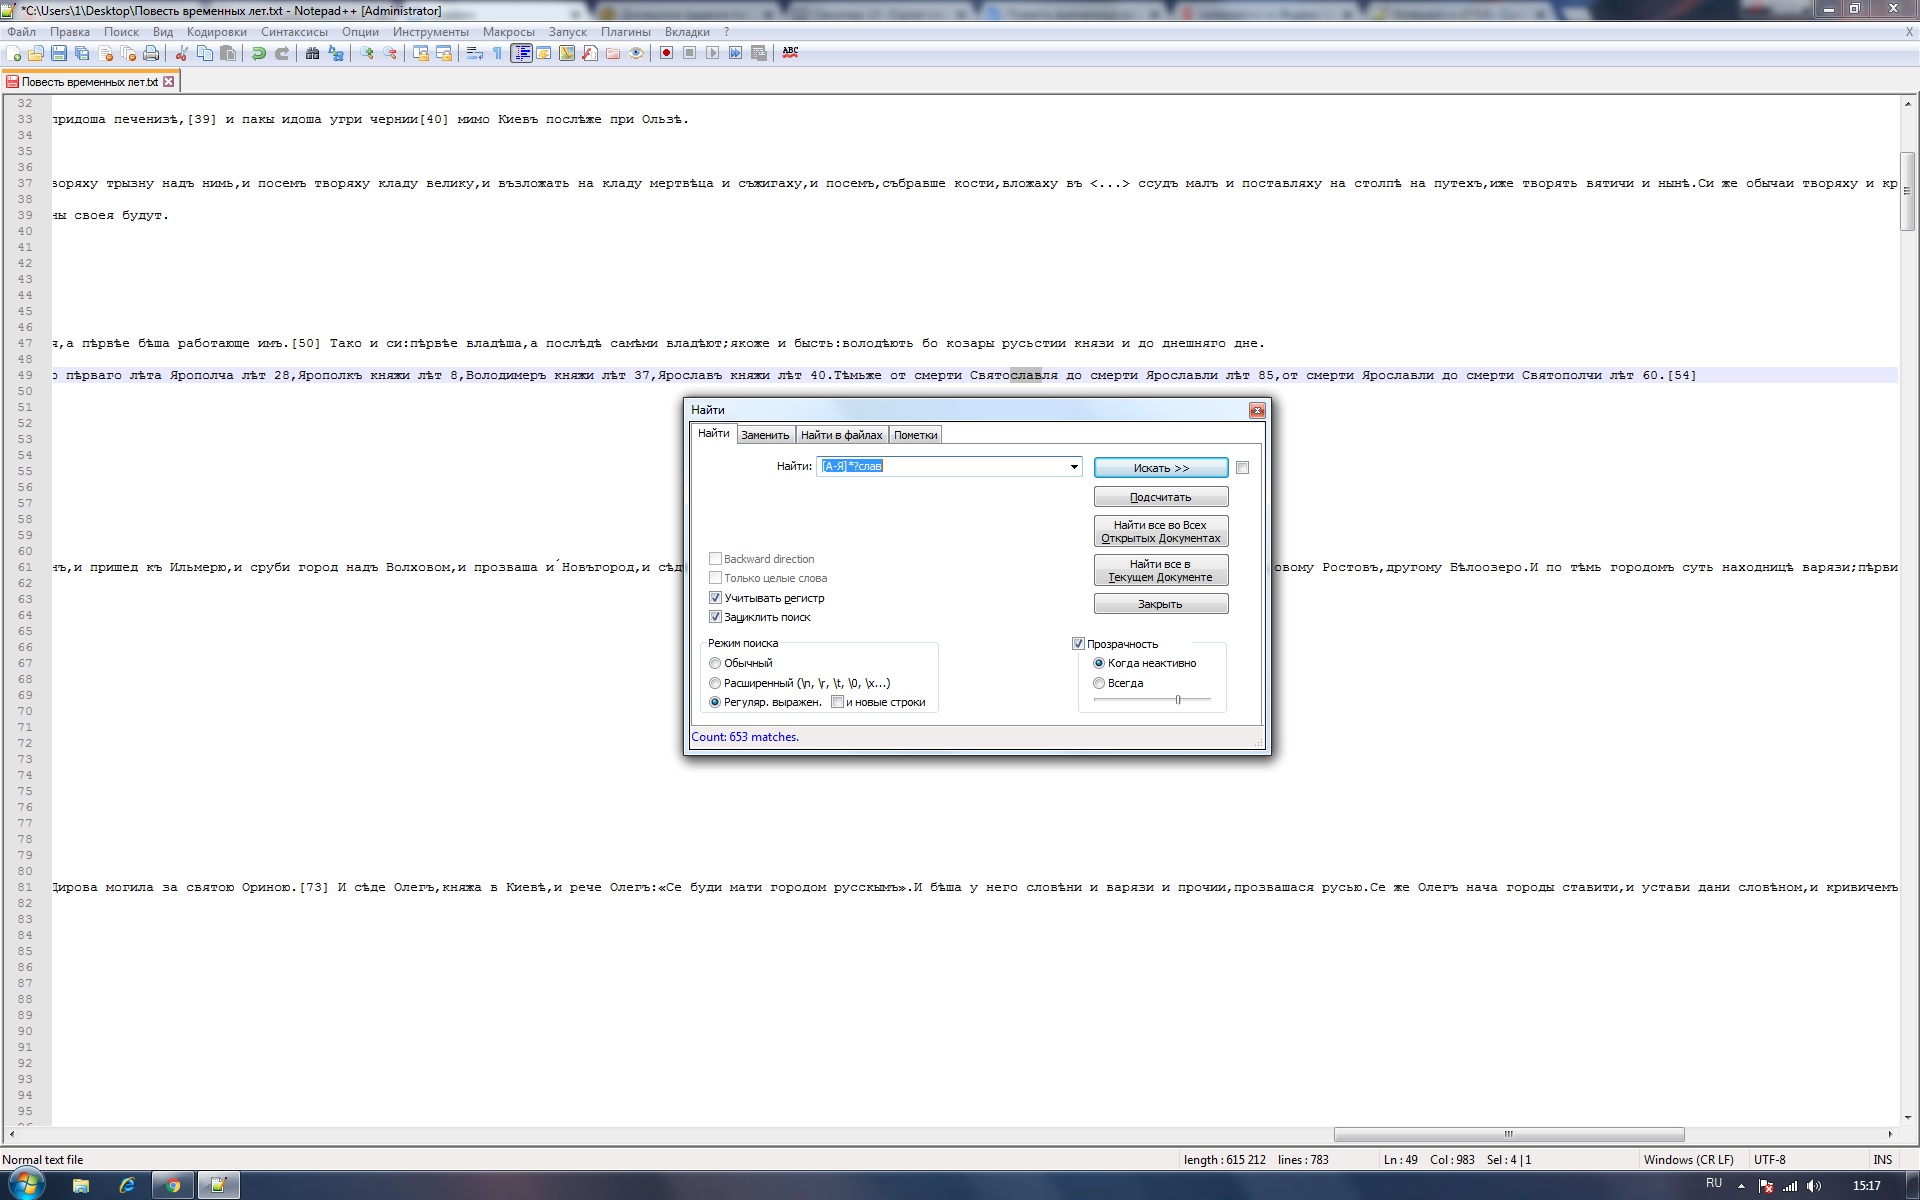 *C:\Users\1\Desktop\Повесть временных лет.txt - Notepad++ [Administrator]
Файл Правка Поиск Вид Кодировки Синтаксисы Опции Инструменты Макросы Запуск Плагины Вкладки ? X
ABC
Повесть временных лет.txt
32
33 придоша печенизѣ,[39] и пакы идоша угри чернии[40] мимо Киевъ послѣже при Ользѣ.
34
35
36
37 воряху трызну надъ нимь,и посемъ творяху кладу велику,и възложать на кладу мертвѣца и съжигаху,и посемъ,събравше кости,вложаху въ <...> ссудъ малъ и поставляху на столпѣ на путехъ,иже творять вятичи и нынѣ.Си же обычаи творяху и кр
38
39 ны своея будут.
40
41
42
43
44
45
46
47 я,а пѣрвѣе бѣша работающе имъ.[50] Тако и си:пѣрвѣе владѣша,а послѣдѣ самѣми владѣют;якоже и бысть:володѣють бо козары русьстии князи и до днешняго дне.
48
49 о пѣрваго лѣта Ярополча лѣт 28,Ярополкъ княжи лѣт 8,Володимеръ княжи лѣт 37,Ярославъ княжи лѣт 40.Тѣмьже от смерти Святославля до смерти Ярославли лѣт 85,от смерти Ярославли до смерти Святополчи лѣт 60.[54]
50
51
52
53
54
55
56
57
58
59
60
61 нъ,и пришед къ Ильмерю,и сруби город надъ Волховом,и прозваша и́ Новъгород,и сѣд овому Ростовъ,другому Бѣлоозеро.И по тѣмь городомъ суть находницѣ варязи;пѣрви
62
63
64
65
66
67
68
69
70
71
72
73
74
75
76
77
78
79
80
81 Дирова могила за святою Ориною.[73] И сѣде Олегъ,княжа в Киевѣ,и рече Олегъ:«Се буди мати городом русскымъ».И бѣша у него словѣни и варязи и прочии,прозвашася русью.Се же Олегъ нача городы ставити,и устави дани словѣном,и кривичемъ
82
83
84
85
86
87
88
89
90
91
92
93
94
95
Найти
Найти Заменить Найти в файлах Пометки
Найти: [А-Я]*?слав
Искать >>
Подсчитать
Найти все во Всех
Открытых Документах
Найти все в
Текущем Документе
Закрыть
Backward direction
Только целые слова
Учитывать регистр
Зациклить поиск
Режим поиска
Обычный
Расширенный (\n, \r, \t, \0, \x...)
Регуляр. выражен. и новые строки
Прозрачность
Когда неактивно
Всегда
Count: 653 matches.
Normal text file length : 615 212 lines : 783 Ln : 49 Col : 983 Sel : 4 | 1 Windows (CR LF) UTF-8 INS
RU 15:17